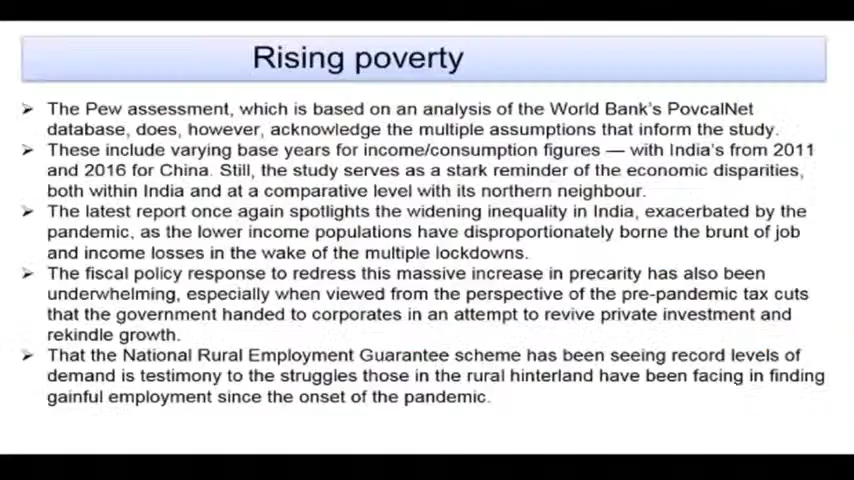 Rising poverty
➢ The Pew assessment, which is based on an analysis of the World Bank's PovcalNet
database, does, however, acknowledge the multiple assumptions that inform the study.
➢ These include varying base years for income/consumption figures — with India's from 2011
and 2016 for China. Still, the study serves as a stark reminder of the economic disparities,
both within India and at a comparative level with its northern neighbour.
➢ The latest report once again spotlights the widening inequality in India, exacerbated by the
pandemic, as the lower income populations have disproportionately borne the brunt of job
and income losses in the wake of the multiple lockdowns.
➢ The fiscal policy response to redress this massive increase in precarity has also been
underwhelming, especially when viewed from the perspective of the pre-pandemic tax cuts
that the government handed to corporates in an attempt to revive private investment and
rekindle growth.
➢ That the National Rural Employment Guarantee scheme has been seeing record levels of
demand is testimony to the struggles those in the rural hinterland have been facing in finding
gainful employment since the onset of the pandemic.